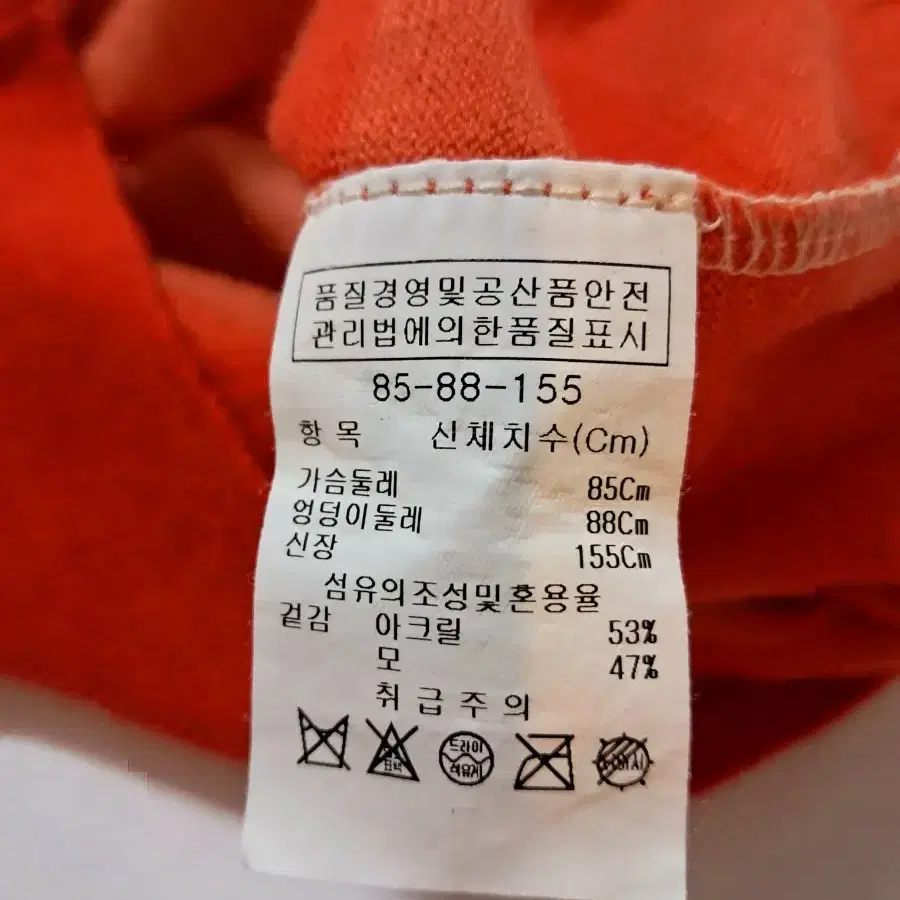 품질경영및공산품안전
관리법에의한품질표시
85-88-155
항 목 신체치수(Cm)
가슴둘레 85Cm
엉덩이둘레 88Cm
신장 155Cm
섬유의조성및혼용율
겉감 아크릴 53%
모 47%
취 급 주 의
표백 드라이
석유계